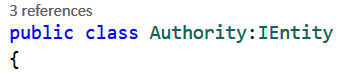 3 references
public class Authority:IEntity
{